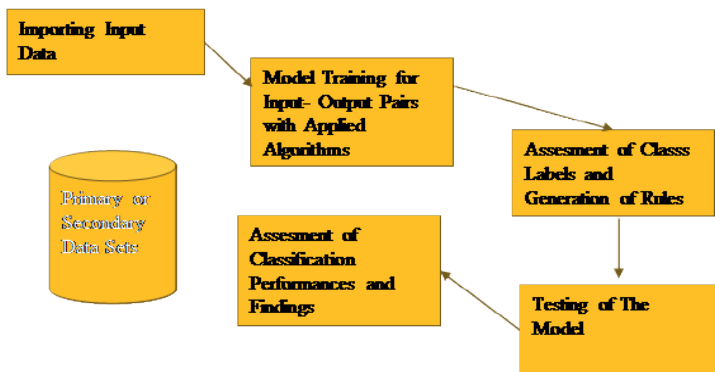 Importing Input
Data
Model Training for
Input- Output Pairs
with Applied
Algorithms
Assesment of Classs
Labels and
Generation of Rules
Primary or
Secondary
Data Sets
Assesment of
Classification
Performances and
Findings
Testing of The
Model